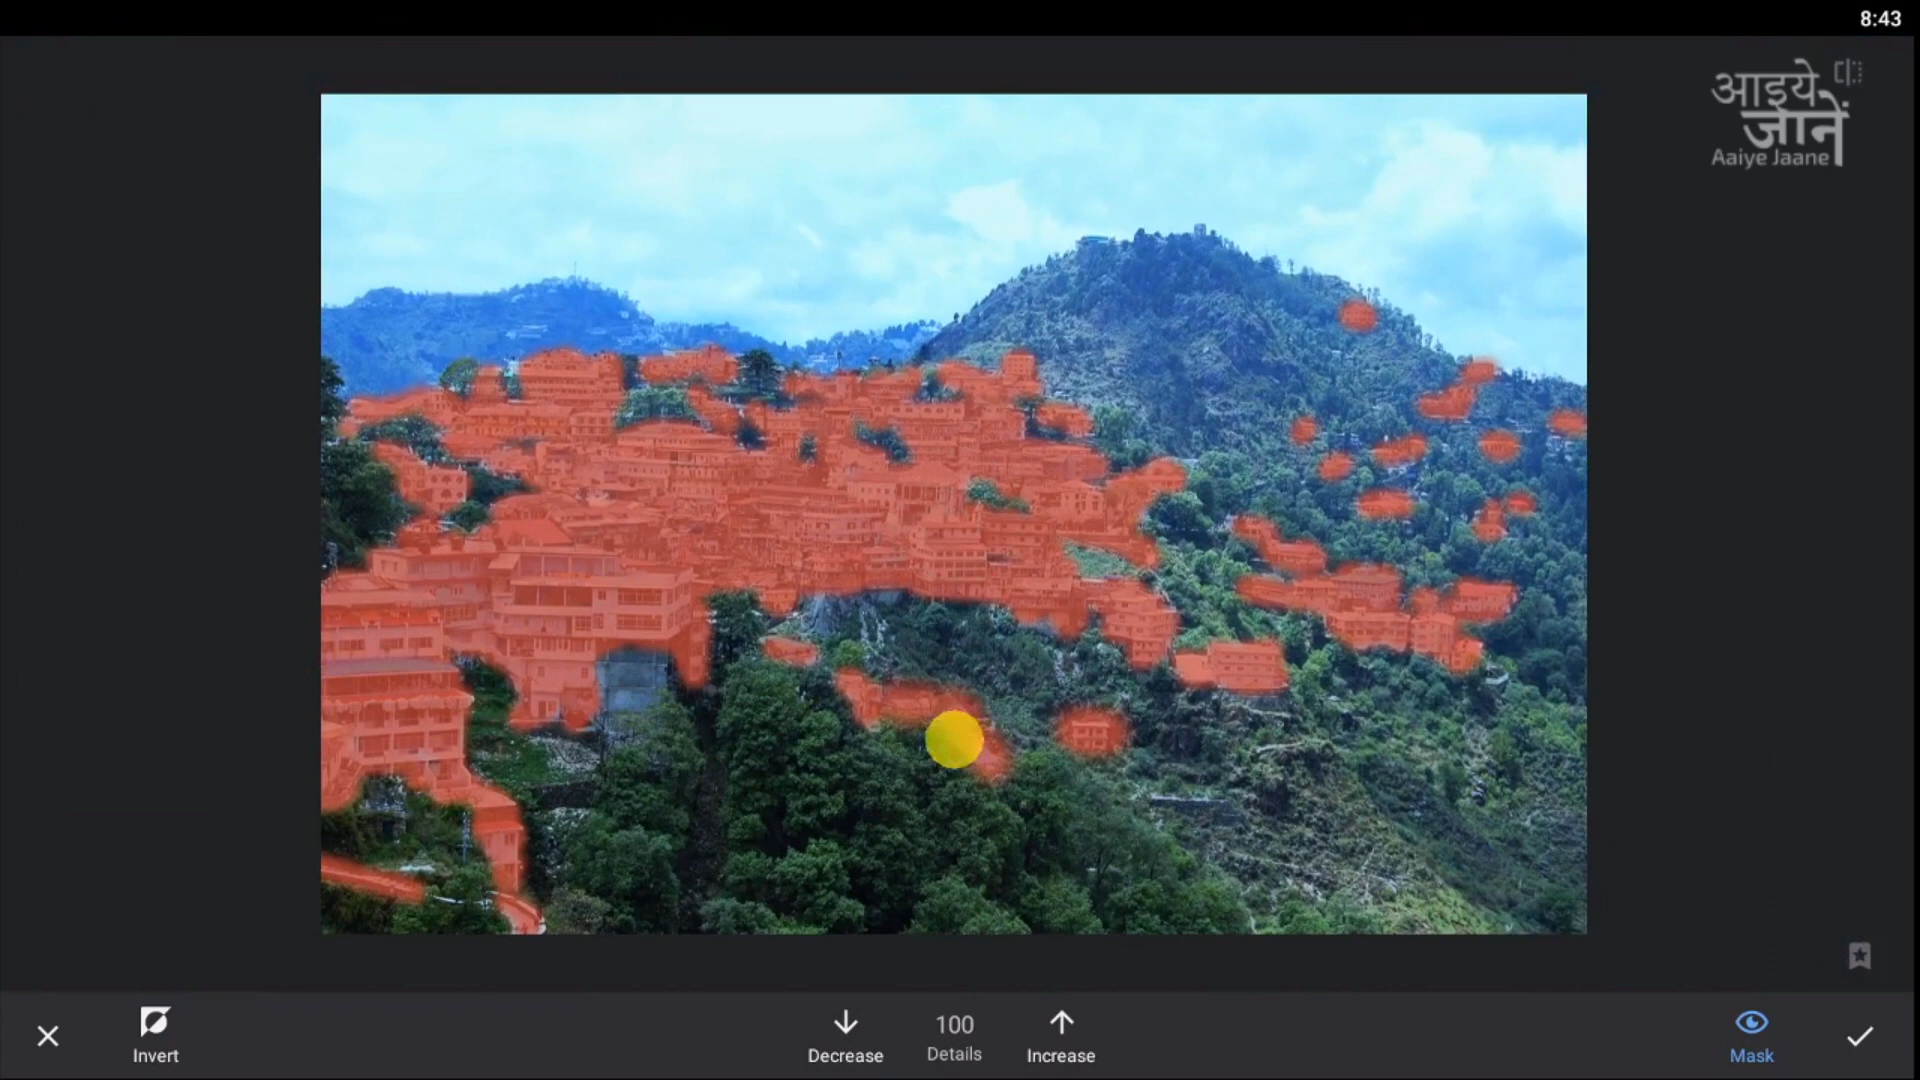 8:43
आइये
जानें
Aaiye Jaane
Invert
Decrease
100
Details
Increase
Mask